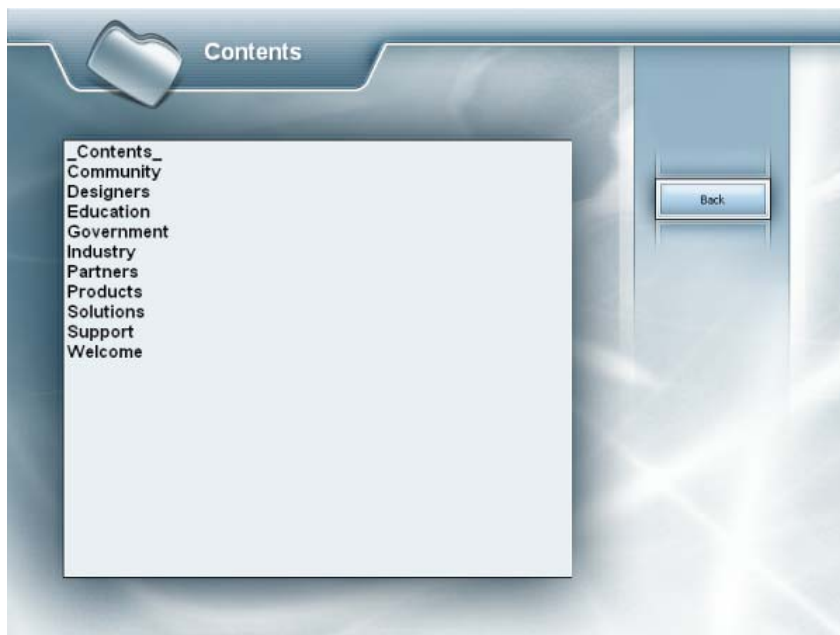 Contents
_Contents_
Community
Designers
Education
Government
Industry
Partners
Products
Solutions
Support
Welcome
Back